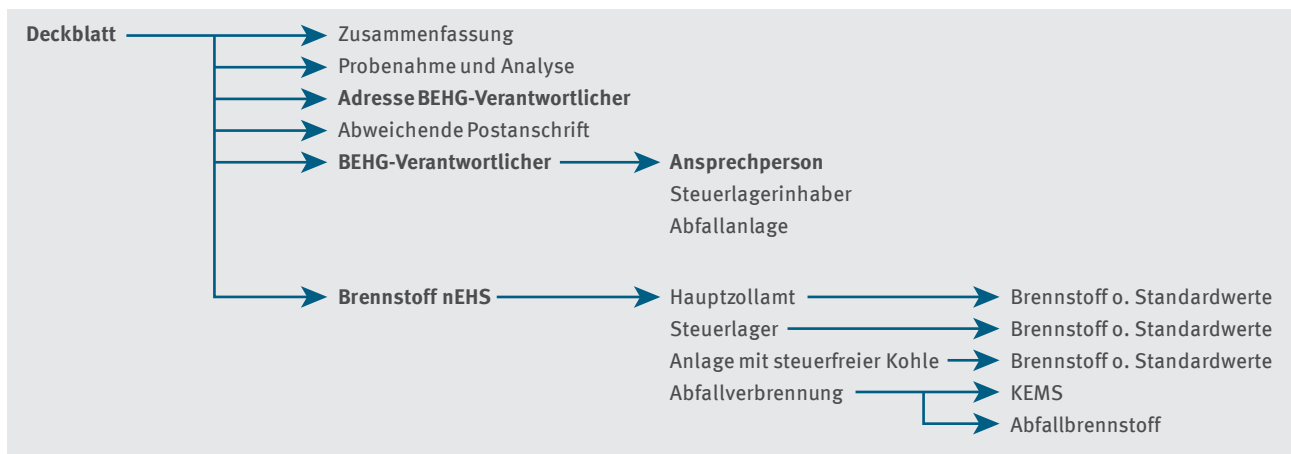 Deckblatt Zusammenfassung
Probenahme und Analyse
Adresse BEHG-Verantwortlicher
Abweichende Postanschrift
BEHG-Verantwortlicher Ansprechperson
Steuerlagerinhaber
Abfallanlage
Brennstoff nEHS Hauptzollamt Brennstoff o. Standardwerte
Steuerlager Brennstoff o. Standardwerte
Anlage mit steuerfreier Kohle Brennstoff o. Standardwerte
Abfallverbrennung KEMS
Abfallbrennstoff